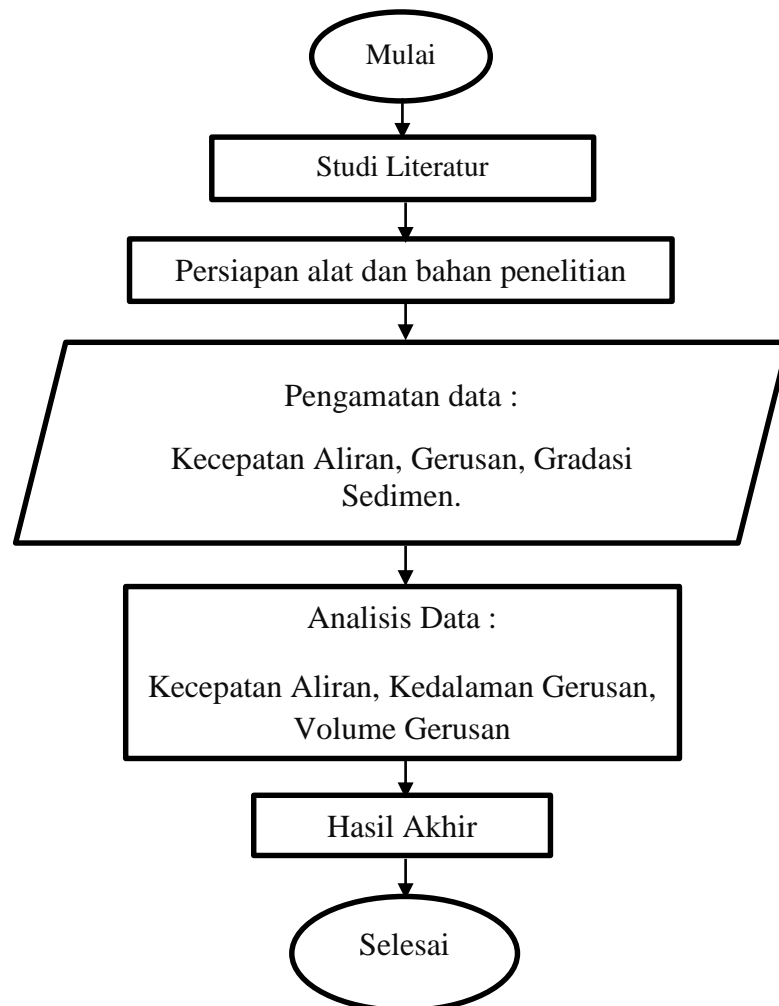 Mulai
Studi Literatur
Persiapan alat dan bahan penelitian
Pengamatan data :
Kecepatan Aliran, Gerusan, Gradasi
Sedimen.
Analisis Data :
Kecepatan Aliran, Kedalaman Gerusan,
Volume Gerusan
Hasil Akhir
Selesai